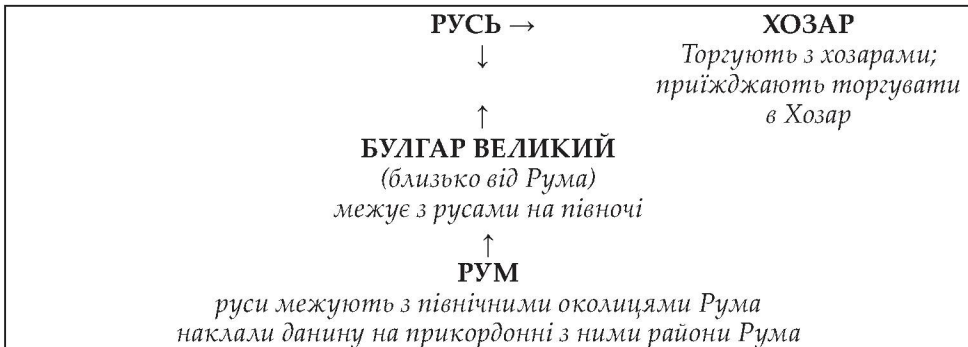 РУСЬ → ХОЗАР
↓ Торгують з хозарами;
приїжджають торгувати
↑ в Хозар
БУЛГАР ВЕЛИКИЙ
(близько від Рума)
межує з русами на півночі
↑
РУМ
руси межують з північними околицями Рума
наклали данину на прикордонні з ними райони Рума